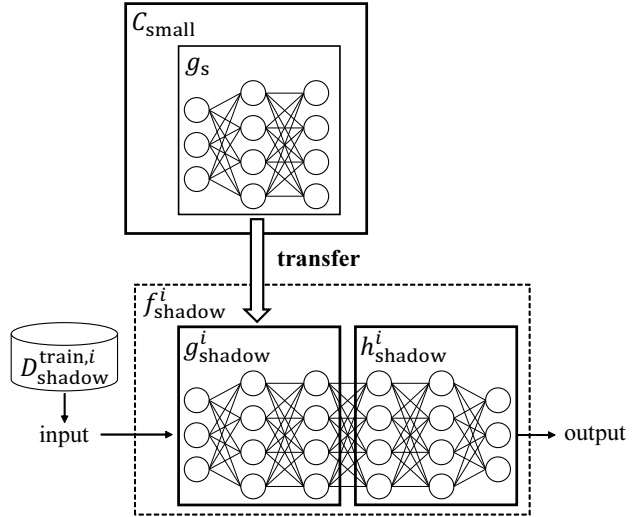 C_small
g_s
transfer
f^i_shadow
g^i_shadow
h^i_shadow
D^train,i_shadow
input
output